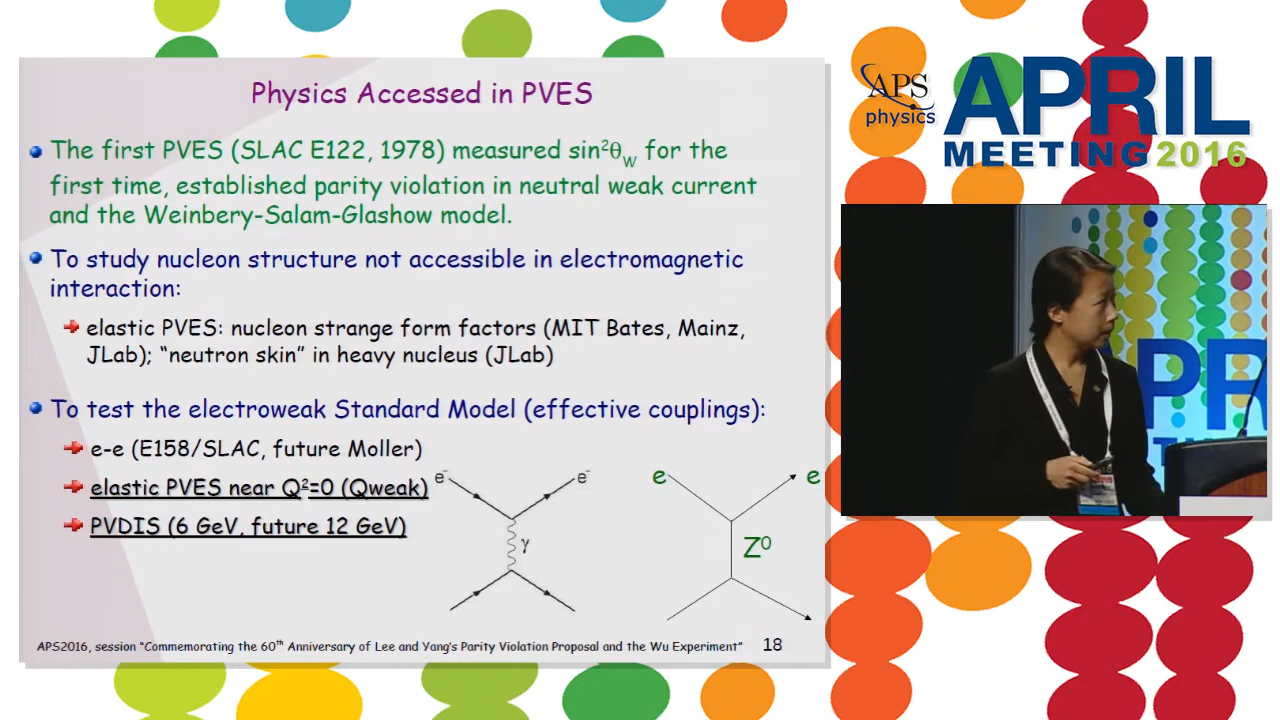 Physics Accessed in PVES
The first PVES (SLAC E122, 1978) measured sin²θ_W for the
first time, established parity violation in neutral weak current
and the Weinbery-Salam-Glashow model.
To study nucleon structure not accessible in electromagnetic
interaction:
elastic PVES: nucleon strange form factors (MIT Bates, Mainz,
JLab); “neutron skin” in heavy nucleus (JLab)
To test the electroweak Standard Model (effective couplings):
e-e (E158/SLAC, future Moller)
elastic PVES near Q²=0 (Qweak)
PVDIS (6 GeV, future 12 GeV)
e⁻ e⁻
γ
e e
Z⁰
APS2016, session “Commemorating the 60th Anniversary of Lee and Yang's Parity Violation Proposal and the Wu Experiment” 18
APS
physics
APRIL
MEETING 2016
APR